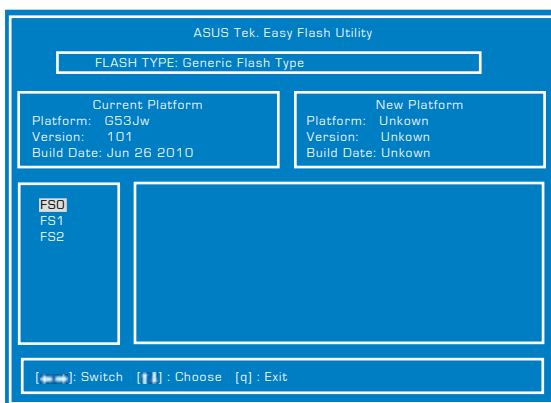 ASUS Tek. Easy Flash Utility
FLASH TYPE: Generic Flash Type
Current Platform
Platform: G53Jw
Version: 101
Build Date: Jun 26 2010
New Platform
Platform: Unkown
Version: Unkown
Build Date: Unkown
FS0
FS1
FS2
[←→]: Switch [↑↓] : Choose [q] : Exit